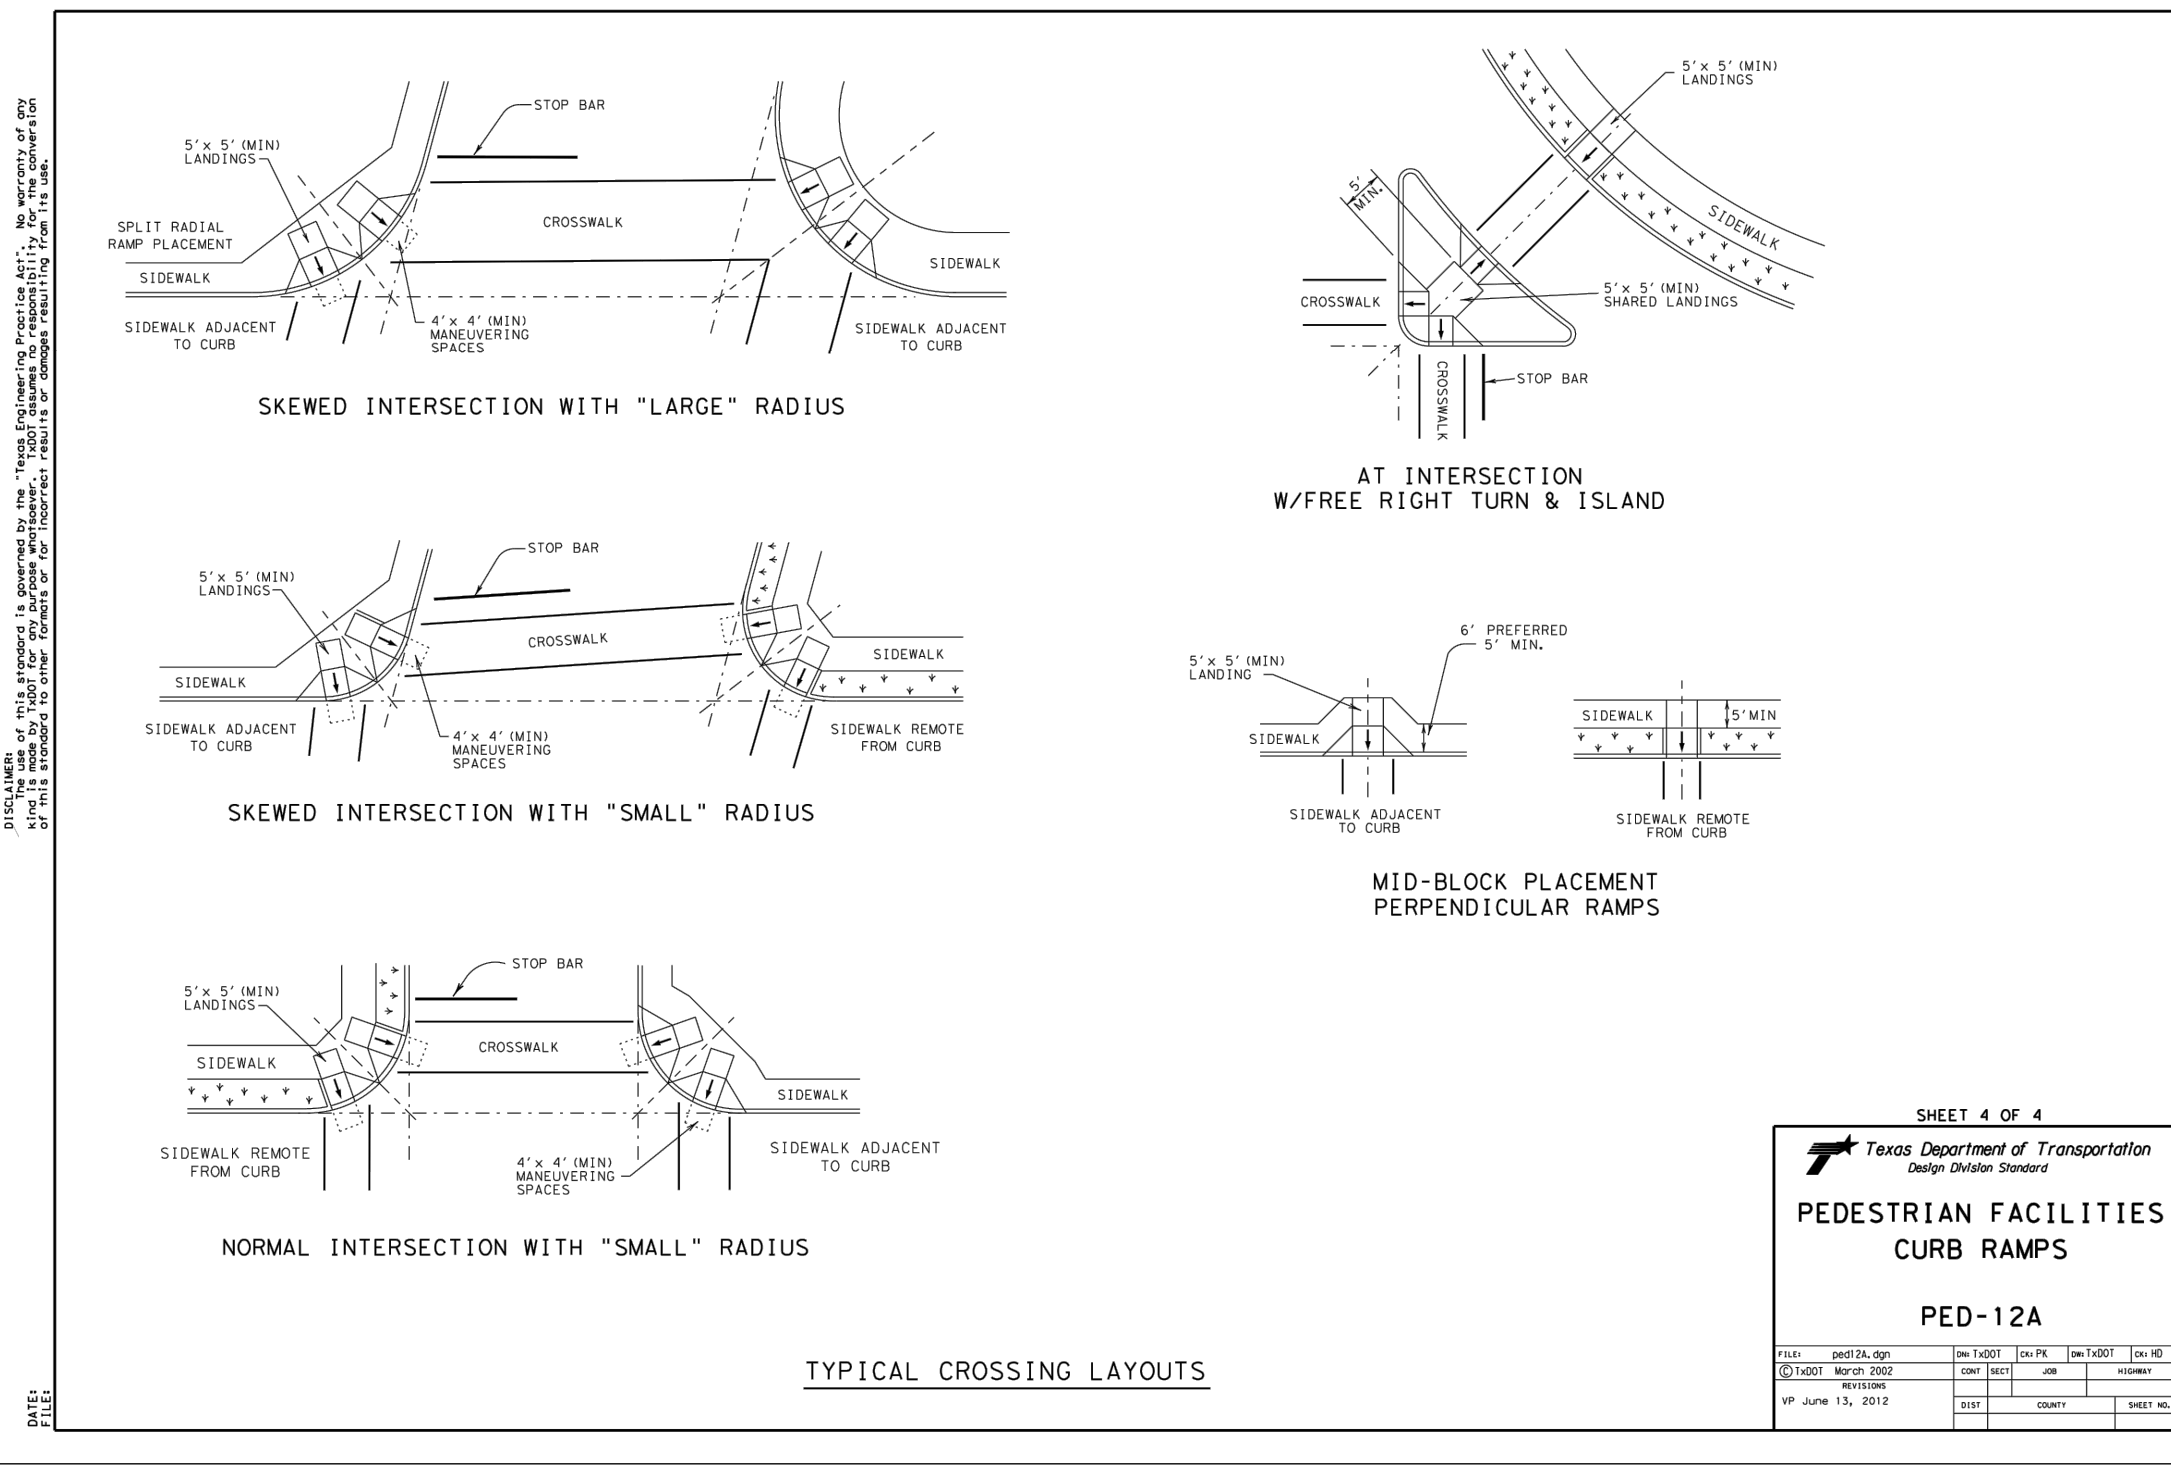 DISCLAIMER:
The use of this standard is governed by the "Texas Engineering Practice Act". No warranty of any
kind is made by TxDOT for any purpose whatsoever. TxDOT assumes no responsibility for the conversion
of this standard to other formats or for incorrect results or damages resulting from its use.
DATE:
FILE:
STOP BAR
5'x 5' (MIN)
LANDINGS
SPLIT RADIAL
RAMP PLACEMENT
CROSSWALK
SIDEWALK
SIDEWALK
SIDEWALK ADJACENT
TO CURB
4'x 4' (MIN)
MANEUVERING
SPACES
SIDEWALK ADJACENT
TO CURB
SKEWED INTERSECTION WITH "LARGE" RADIUS
5'x 5' (MIN)
LANDINGS
5'
MIN.
SIDEWALK
CROSSWALK
5'x 5' (MIN)
SHARED LANDINGS
CROSSWALK
STOP BAR
AT INTERSECTION
W/FREE RIGHT TURN & ISLAND
STOP BAR
5'x 5' (MIN)
LANDINGS
CROSSWALK
SIDEWALK
SIDEWALK
SIDEWALK ADJACENT
TO CURB
4'x 4' (MIN)
MANEUVERING
SPACES
SIDEWALK REMOTE
FROM CURB
SKEWED INTERSECTION WITH "SMALL" RADIUS
6' PREFERRED
5' MIN.
5'x 5' (MIN)
LANDING
SIDEWALK
SIDEWALK
5'MIN
SIDEWALK ADJACENT
TO CURB
SIDEWALK REMOTE
FROM CURB
MID-BLOCK PLACEMENT
PERPENDICULAR RAMPS
STOP BAR
5'x 5' (MIN)
LANDINGS
CROSSWALK
SIDEWALK
SIDEWALK
SIDEWALK REMOTE
FROM CURB
4'x 4' (MIN)
MANEUVERING
SPACES
SIDEWALK ADJACENT
TO CURB
NORMAL INTERSECTION WITH "SMALL" RADIUS
TYPICAL CROSSING LAYOUTS
SHEET 4 OF 4
Texas Department of Transportation
Design Division Standard
PEDESTRIAN FACILITIES
CURB RAMPS
PED-12A
FILE: ped12A.dgn DN: TxDOT CK: PK DW: TxDOT CK: HD
© TxDOT March 2002 CONT SECT JOB HIGHWAY
REVISIONS
VP June 13, 2012
DIST COUNTY SHEET NO.